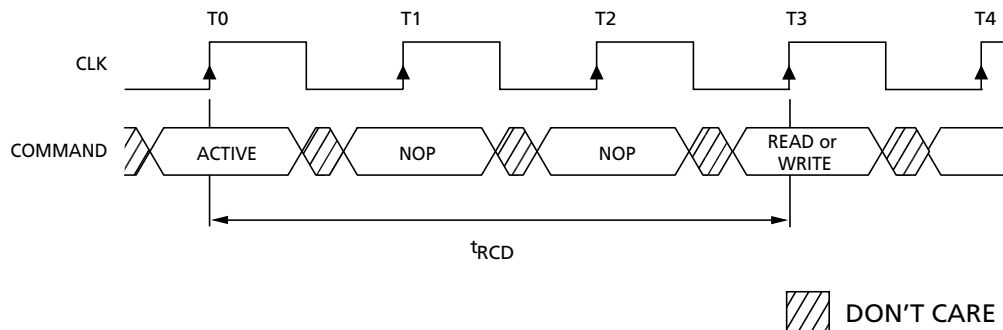 T0 T1 T2 T3 T4
CLK
COMMAND ACTIVE NOP NOP READ or
WRITE
tRCD
DON'T CARE